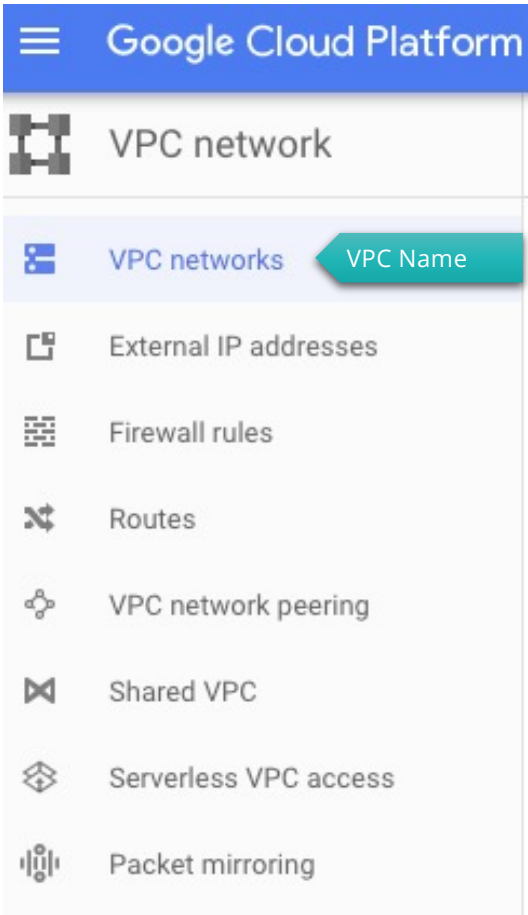 Google Cloud Platform
VPC network
VPC networks
VPC Name
External IP addresses
Firewall rules
Routes
VPC network peering
Shared VPC
Serverless VPC access
Packet mirroring